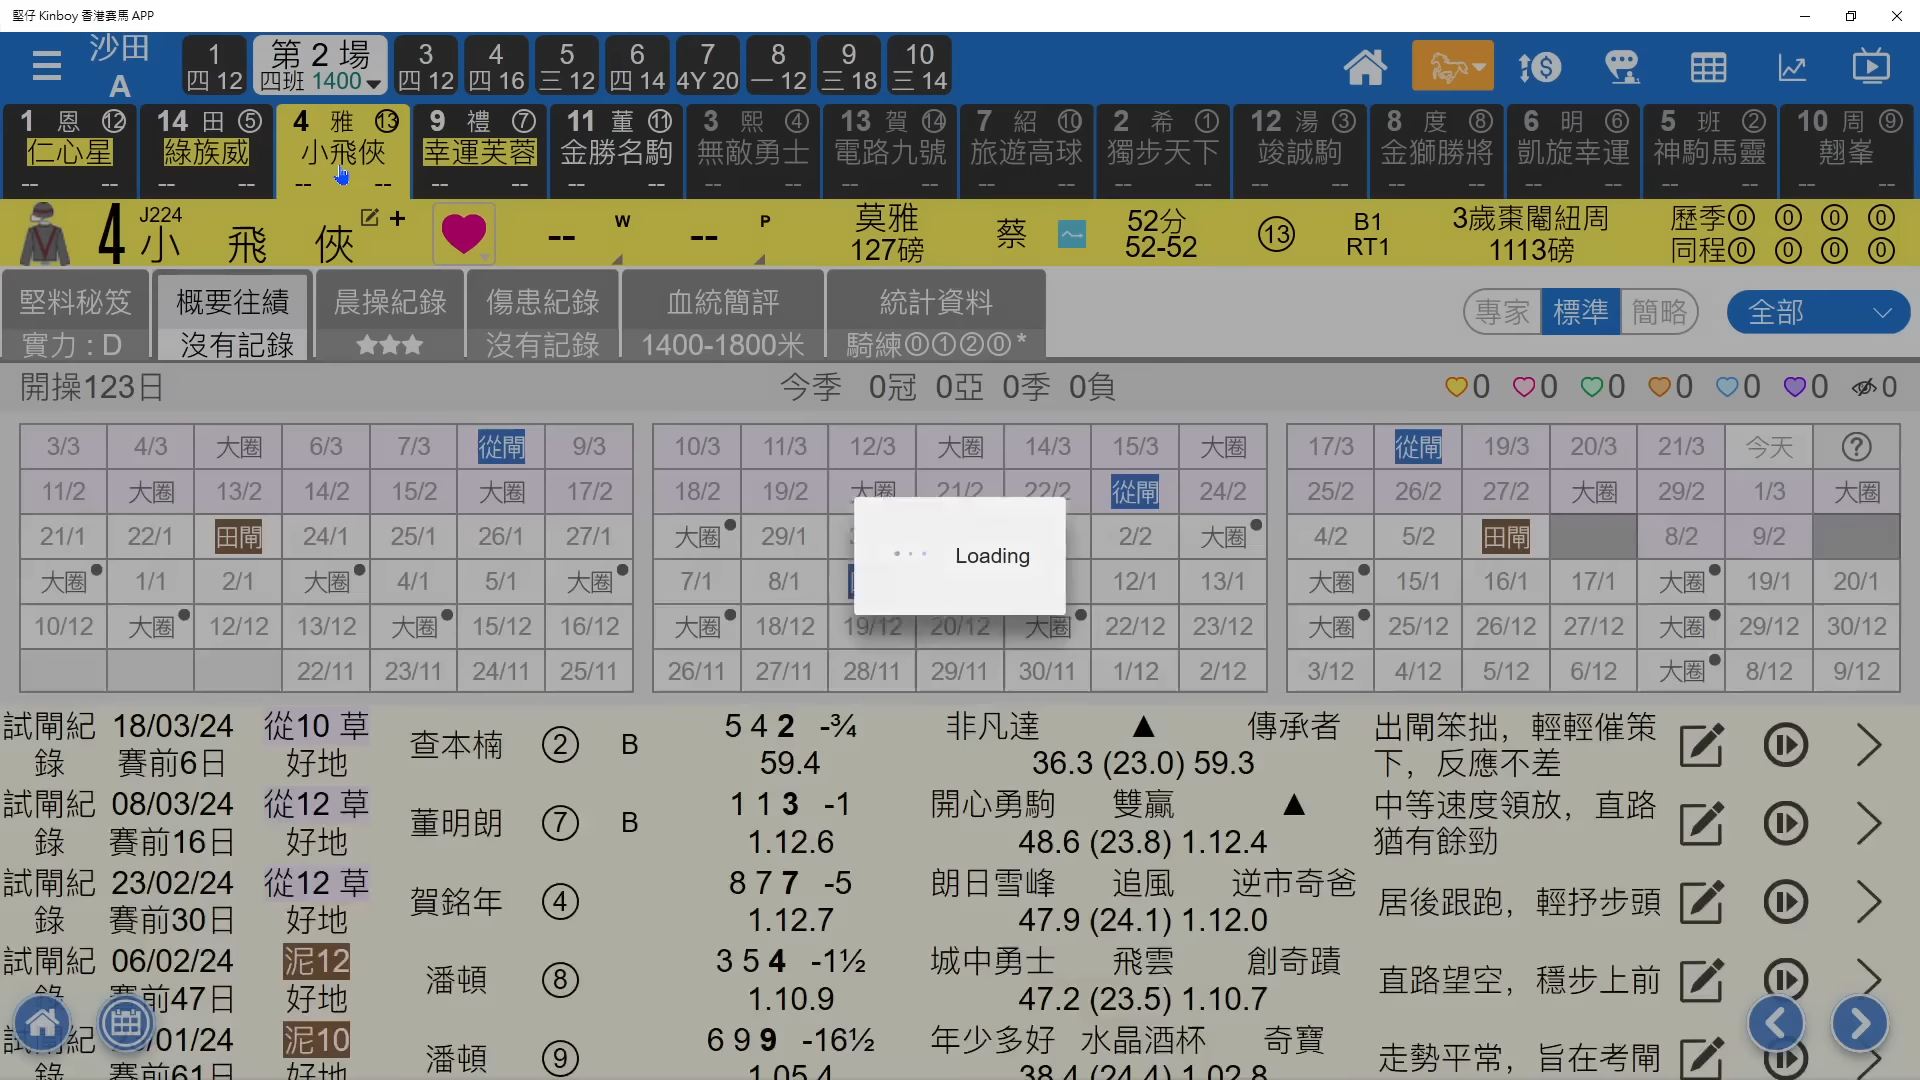 堅仔 Kinboy 香港賽馬 APP
沙田
A
1
四 12
第 2 場
四班 1400
3
四 12
4
四 16
5
三 12
6
四 14
7
4Y 20
8
一 12
9
三 18
10
三 14
1 恩 ⑫
仁心星
-- --
14 田 ⑤
綠族威
-- --
4 雅 ⑬
小飛俠
-- --
9 禮 ⑦
幸運芙蓉
-- --
11 董 ⑪
金勝名駒
-- --
3 熙 ④
無敵勇士
-- --
13 賀 ⑭
電路九號
-- --
7 紹 ⑩
旅遊高球
-- --
2 希 ①
獨步天下
-- --
12 湯 ③
竣誠駒
-- --
8 度 ⑧
金獅勝將
-- --
6 明 ⑥
凱旋幸運
-- --
5 班 ②
神駒馬靈
-- --
10 周 ⑨
翹峯
-- --
4 J224
小 飛 俠
+
-- W -- P
莫雅
127磅
蔡
52分
52-52
⑬
B1
RT1
3歲棗閹紐周
1113磅
歷季⓪ ⓪ ⓪ ⓪
同程⓪ ⓪ ⓪ ⓪
堅料秘笈
實力 : D
概要往績
沒有記錄
晨操紀錄
★★★
傷患紀錄
沒有記錄
血統簡評
1400-1800米
統計資料
騎練⓪①②⓪*
專家 標準 簡略
全部
開操123日 今季 0冠 0亞 0季 0負 0 0 0 0 0 0 0
3/3 4/3 大圈 6/3 7/3 從閘 9/3 10/3 11/3 12/3 大圈 14/3 15/3 大圈 17/3 從閘 19/3 20/3 21/3 今天 ?
11/2 大圈 13/2 14/2 15/2 大圈 17/2 18/2 19/2 大圈 21/2 22/2 從閘 24/2 25/2 26/2 27/2 大圈 29/2 1/3 大圈
21/1 22/1 田閘 24/1 25/1 26/1 27/1 大圈 29/1 2/2 大圈 4/2 5/2 田閘 8/2 9/2
大圈 1/1 2/1 大圈 4/1 5/1 大圈 7/1 8/1 12/1 13/1 大圈 15/1 16/1 17/1 大圈 19/1 20/1
10/12 大圈 12/12 13/12 大圈 15/12 16/12 大圈 18/12 19/12 20/12 大圈 22/12 23/12 大圈 25/12 26/12 27/12 大圈 29/12 30/12
22/11 23/11 24/11 25/11 26/11 27/11 28/11 29/11 30/11 1/12 2/12 3/12 4/12 5/12 6/12 大圈 8/12 9/12
Loading
試閘紀 18/03/24 從10 草 查本楠 ② B 5 4 2 -¾ 非凡達 ▲ 傳承者 出閘笨拙，輕輕催策
錄 賽前6日 好地 59.4 36.3 (23.0) 59.3 下，反應不差
試閘紀 08/03/24 從12 草 董明朗 ⑦ B 1 1 3 -1 開心勇駒 雙贏 ▲ 中等速度領放，直路
錄 賽前16日 好地 1.12.6 48.6 (23.8) 1.12.4 猶有餘勁
試閘紀 23/02/24 從12 草 賀銘年 ④ 8 7 7 -5 朗日雪峰 追風 逆市奇爸 居後跟跑，輕抒步頭
錄 賽前30日 好地 1.12.7 47.9 (24.1) 1.12.0
試閘紀 06/02/24 泥12 潘頓 ⑧ 3 5 4 -1½ 城中勇士 飛雲 創奇蹟 直路望空，穩步上前
錄 賽前47日 好地 1.10.9 47.2 (23.5) 1.10.7
試閘紀 /01/24 泥10 潘頓 ⑨ 6 9 9 -16½ 年少多好 水晶酒杯 奇寶 走勢平常，旨在考閘
錄 賽前61日 好地 1.05.4 38.4 (24.4) 1.02.8